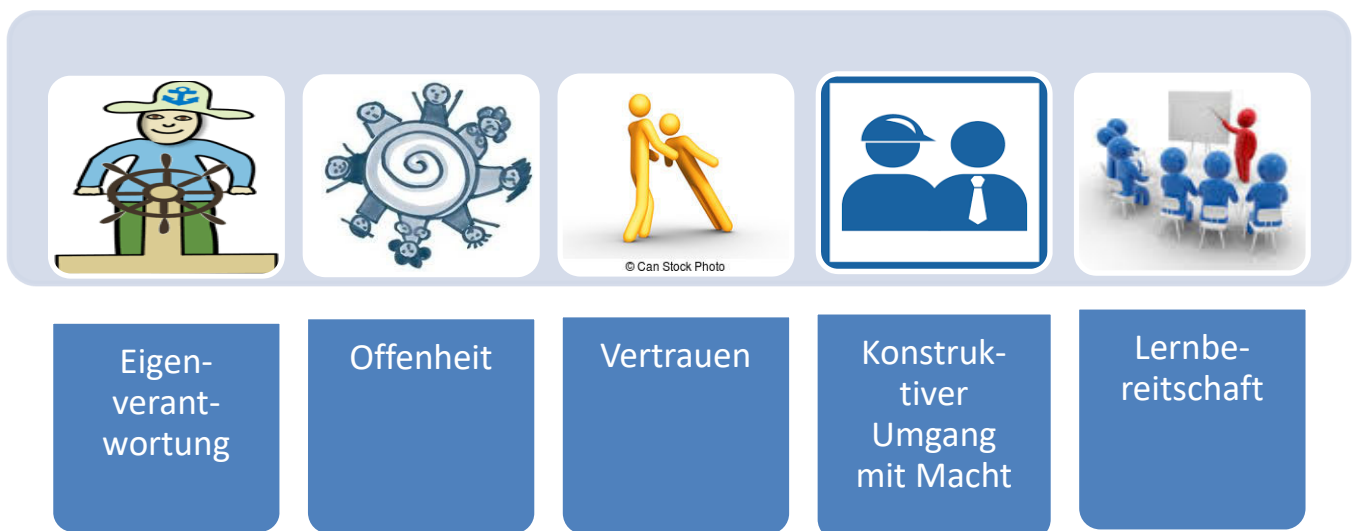 © Can Stock Photo
Eigen-
verant-
wortung
Offenheit
Vertrauen
Konstruk-
tiver
Umgang
mit Macht
Lernbe-
reitschaft